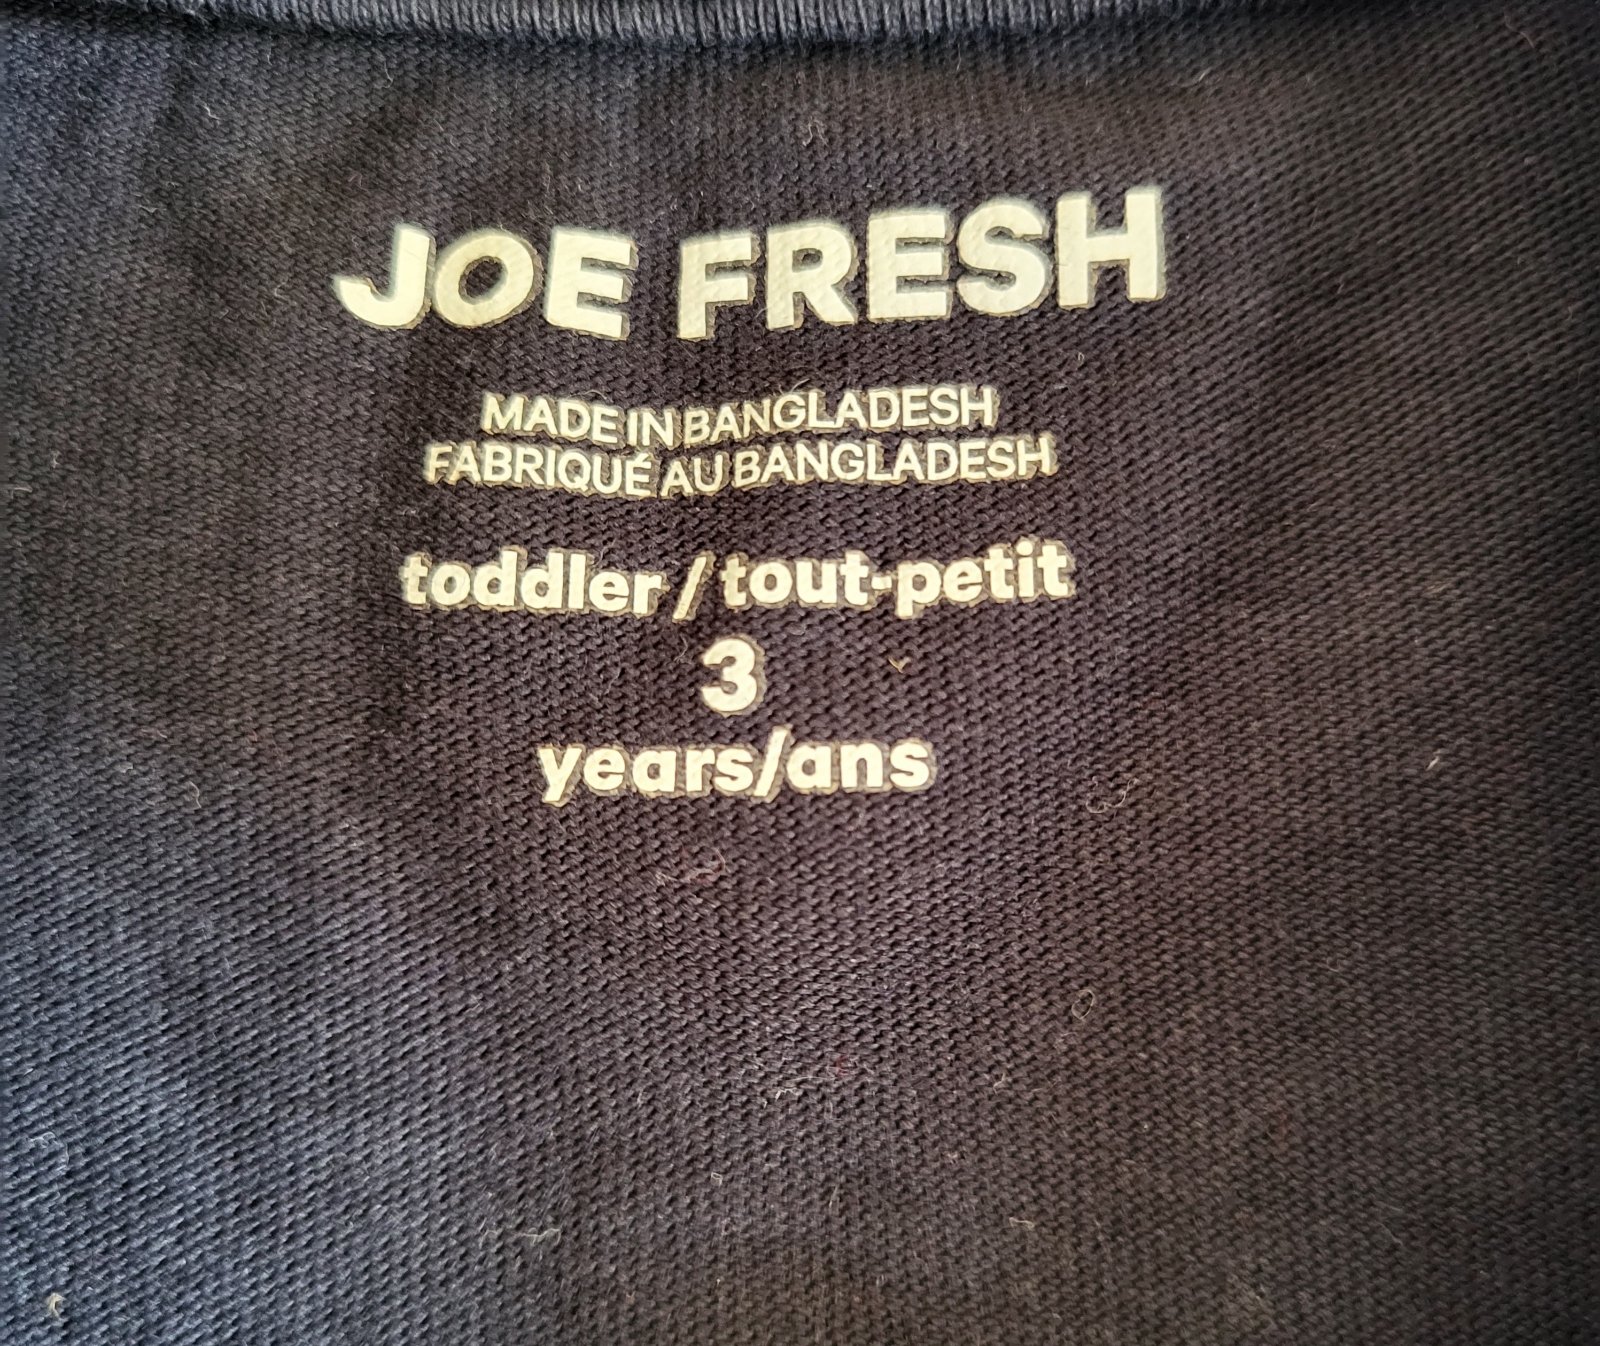 JOE FRESH
MADE IN BANGLADESH
FABRIQUÉ AU BANGLADESH
toddler / tout-petit
3
years/ans